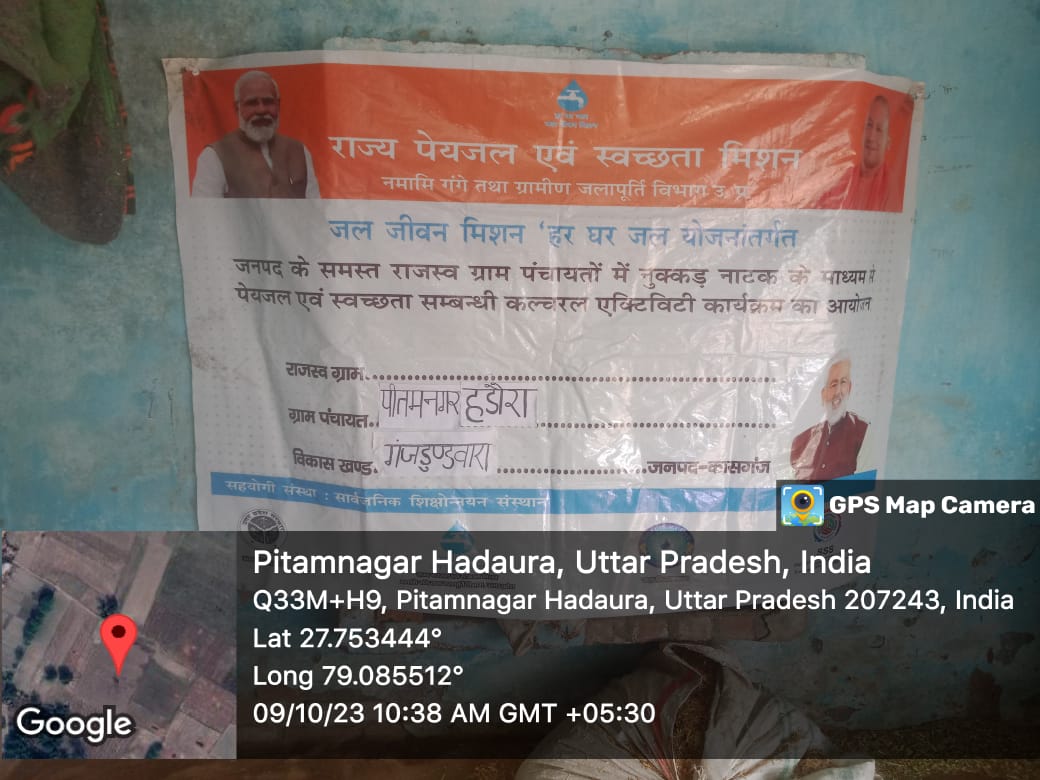 राज्य पेयजल एवं स्वच्छता मिशन
नमामि गंगे तथा ग्रामीण जलापूर्ति विभाग उ. प्र.
जल जीवन मिशन 'हर घर जल योजनांतर्गत
जनपद के समस्त राजस्व ग्राम पंचायतों में नुक्कड़ नाटक के माध्यम से
पेयजल एवं स्वच्छता सम्बन्धी कल्चरल एक्टिविटी कार्यक्रम का आयोजन
राजस्व ग्राम
ग्राम पंचायत. पीतमनगर हडौरा
विकास खण्ड. गंजडुण्डवारा जनपद-कासगंज
सहयोगी संस्था : सार्वजनिक शिक्षोन्नयन संस्थान
SSS
GPS Map Camera
Pitamnagar Hadaura, Uttar Pradesh, India
Q33M+H9, Pitamnagar Hadaura, Uttar Pradesh 207243, India
Lat 27.753444°
Long 79.085512°
09/10/23 10:38 AM GMT +05:30
Google